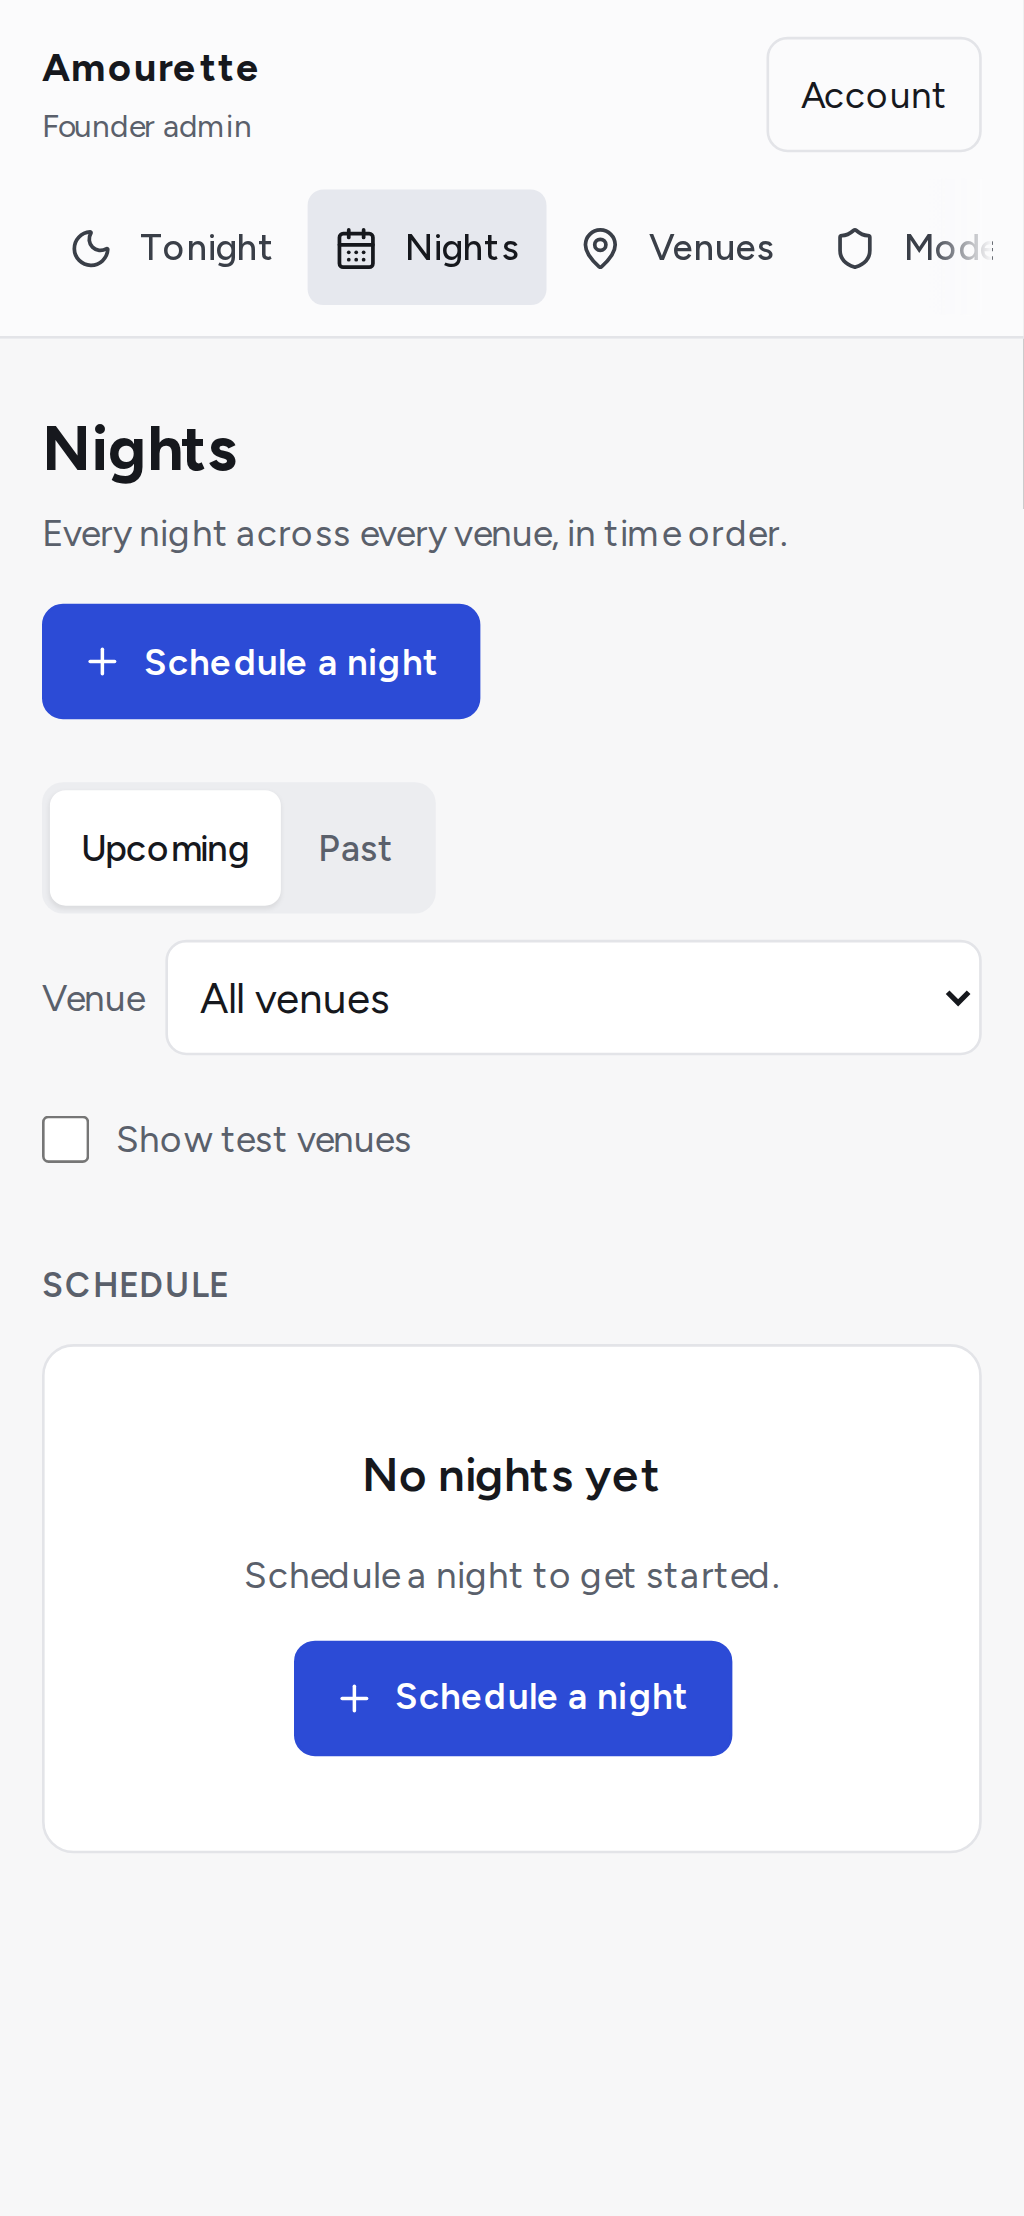 Amourette
Founder admin
Account
Tonight
Nights
Venues
Nights
Every night across every venue, in time order.
Schedule a night
Upcoming
Past
Venue
All venues
Show test venues
SCHEDULE
No nights yet
Schedule a night to get started.
Schedule a night